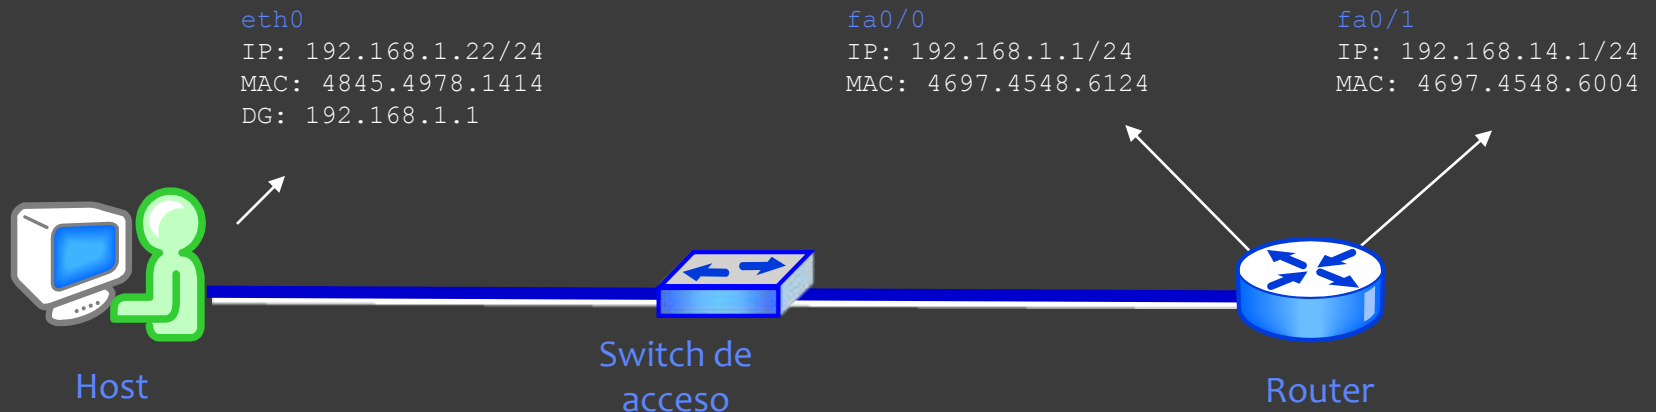 eth0
IP: 192.168.1.22/24
MAC: 4845.4978.1414
DG: 192.168.1.1
fa0/0
IP: 192.168.1.1/24
MAC: 4697.4548.6124
fa0/1
IP: 192.168.14.1/24
MAC: 4697.4548.6004
Host
Switch de
acceso
Router